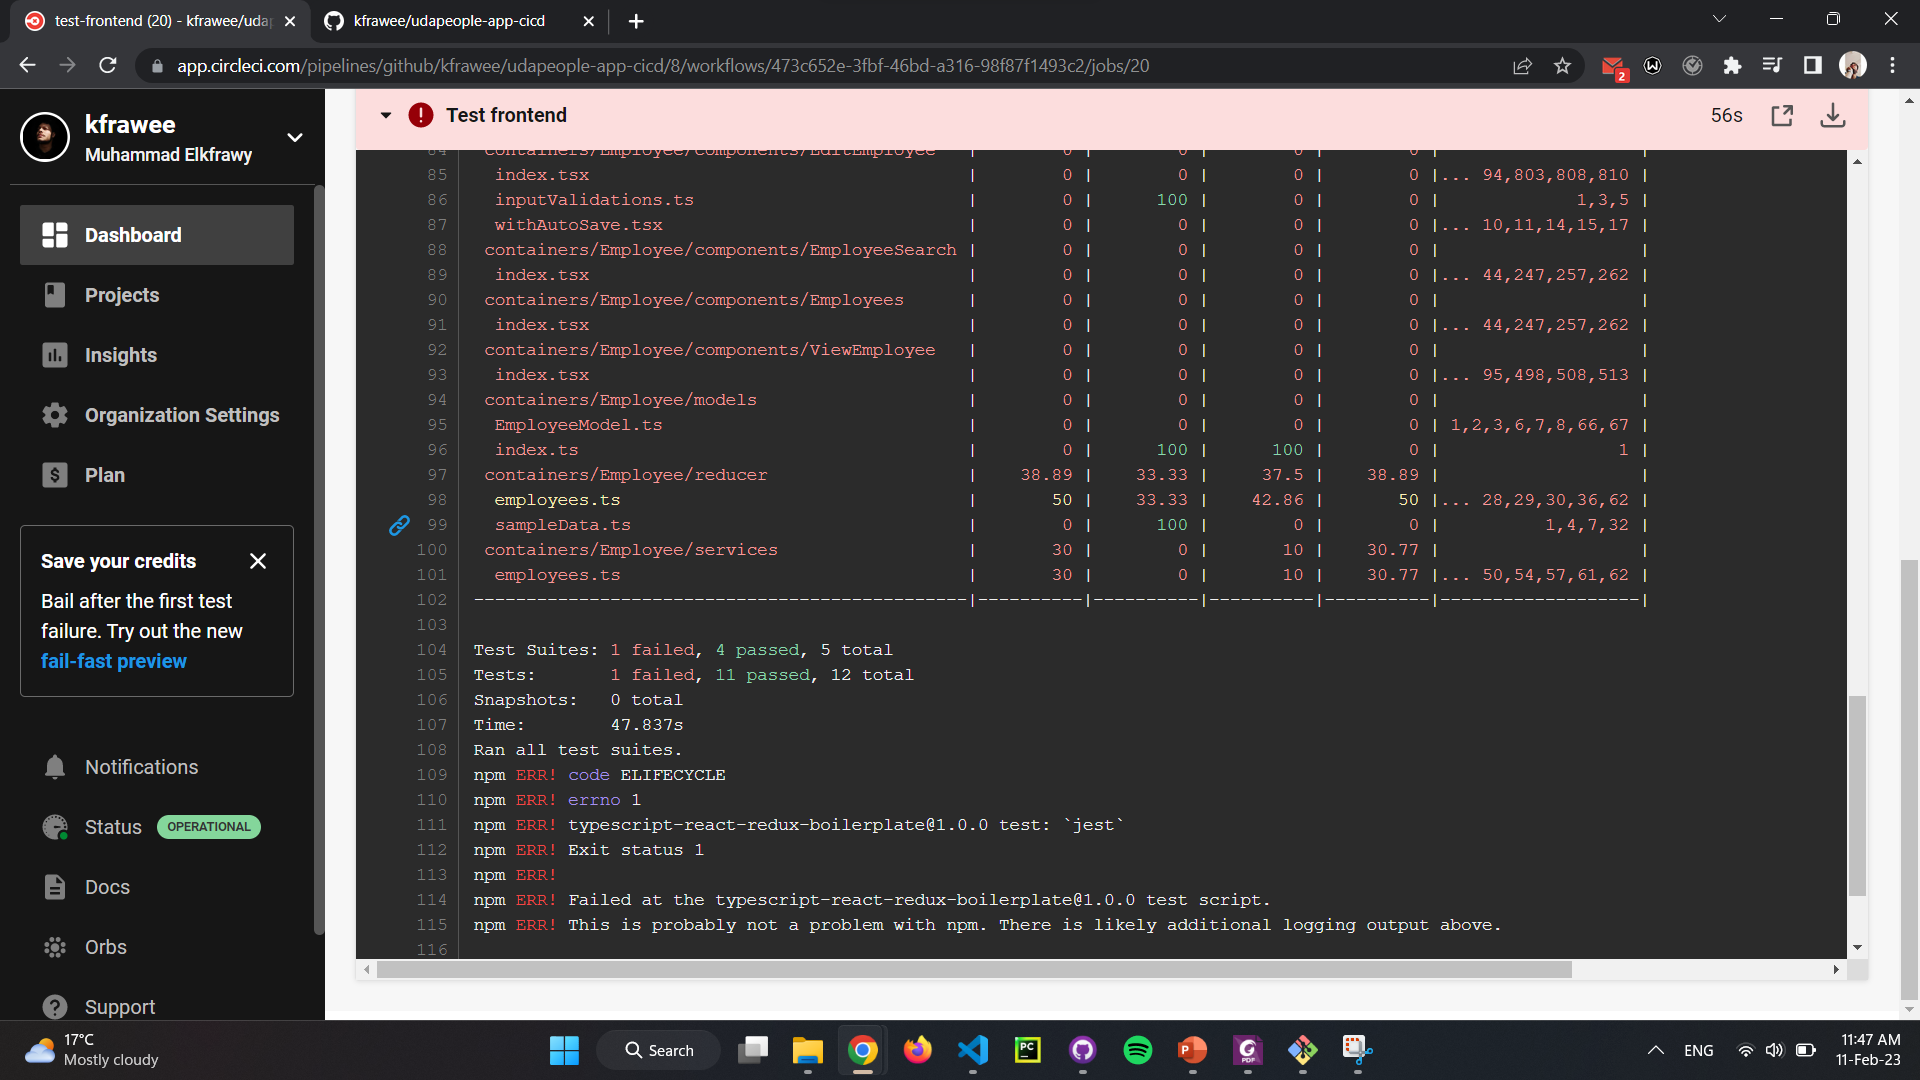 test-frontend (20) - kfrawee/uda
kfrawee/udapeople-app-cicd
app.circleci.com/pipelines/github/kfrawee/udapeople-app-cicd/8/workflows/473c652e-3fbf-46bd-a316-98f87f1493c2/jobs/20
2
kfrawee
Muhammad Elkfrawy
Dashboard
Projects
Insights
Organization Settings
Plan
Save your credits
Bail after the first test
failure. Try out the new
fail-fast preview
Notifications
Status OPERATIONAL
Docs
Orbs
Support
Test frontend 56s
84 containers/Employee/components/EditEmployee | 0 | 0 | 0 | 0 | |
85 index.tsx | 0 | 0 | 0 | 0 |... 94,803,808,810 |
86 inputValidations.ts | 0 | 100 | 0 | 0 | 1,3,5 |
87 withAutoSave.tsx | 0 | 0 | 0 | 0 |... 10,11,14,15,17 |
88 containers/Employee/components/EmployeeSearch | 0 | 0 | 0 | 0 | |
89 index.tsx | 0 | 0 | 0 | 0 |... 44,247,257,262 |
90 containers/Employee/components/Employees | 0 | 0 | 0 | 0 | |
91 index.tsx | 0 | 0 | 0 | 0 |... 44,247,257,262 |
92 containers/Employee/components/ViewEmployee | 0 | 0 | 0 | 0 | |
93 index.tsx | 0 | 0 | 0 | 0 |... 95,498,508,513 |
94 containers/Employee/models | 0 | 0 | 0 | 0 | |
95 EmployeeModel.ts | 0 | 0 | 0 | 0 | 1,2,3,6,7,8,66,67 |
96 index.ts | 0 | 100 | 100 | 0 | 1 |
97 containers/Employee/reducer | 38.89 | 33.33 | 37.5 | 38.89 | |
98 employees.ts | 50 | 33.33 | 42.86 | 50 |... 28,29,30,36,62 |
99 sampleData.ts | 0 | 100 | 0 | 0 | 1,4,7,32 |
100 containers/Employee/services | 30 | 0 | 10 | 30.77 | |
101 employees.ts | 30 | 0 | 10 | 30.77 |... 50,54,57,61,62 |
102 -----------------------------------------------|----------|----------|----------|----------|-------------------|
103
104 Test Suites: 1 failed, 4 passed, 5 total
105 Tests: 1 failed, 11 passed, 12 total
106 Snapshots: 0 total
107 Time: 47.837s
108 Ran all test suites.
109 npm ERR! code ELIFECYCLE
110 npm ERR! errno 1
111 npm ERR! typescript-react-redux-boilerplate@1.0.0 test: `jest`
112 npm ERR! Exit status 1
113 npm ERR!
114 npm ERR! Failed at the typescript-react-redux-boilerplate@1.0.0 test script.
115 npm ERR! This is probably not a problem with npm. There is likely additional logging output above.
116
17°C
Mostly cloudy
Search
PC
PDF
ENG
11:47 AM
11-Feb-23